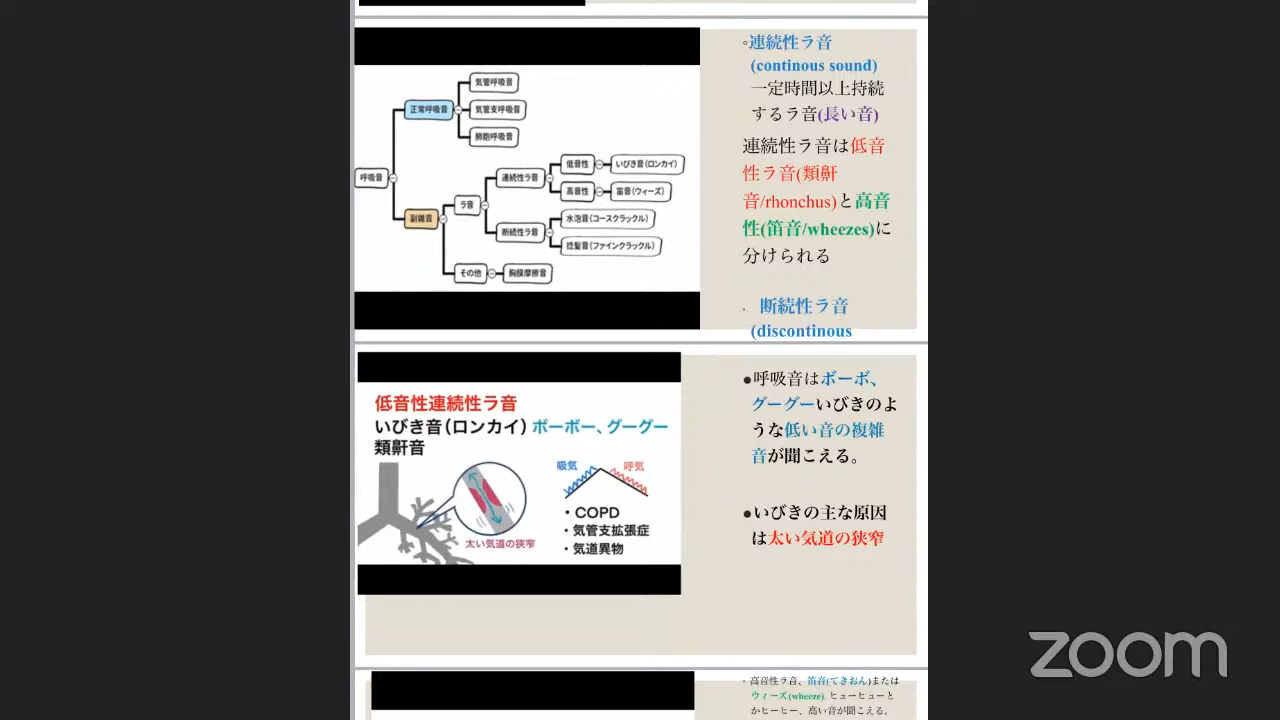 呼吸音
正常呼吸音
気管呼吸音
気管支呼吸音
肺胞呼吸音
副雑音
ラ音
連続性ラ音
低音性
いびき音(ロンカイ)
高音性
笛音(ウィーズ)
断続性ラ音
水泡音(コースクラックル)
捻髪音(ファインクラックル)
その他
胸膜摩擦音
◦連続性ラ音
(continous sound)
一定時間以上持続
するラ音(長い音)
連続性ラ音は低音
性ラ音(類鼾
音/rhonchus)と高音
性(笛音/wheezes)に
分けられる
断続性ラ音
(discontinous
低音性連続性ラ音
いびき音(ロンカイ) ボーボー、グーグー
類鼾音
太い気道の狭窄
吸気
呼気
・COPD
・気管支拡張症
・気道異物
●呼吸音はボーボ、
グーグーいびきのよ
うな低い音の複雑
音が聞こえる。
●いびきの主な原因
は太い気道の狭窄
高音性ラ音、笛音(てきおん)または
ウィーズ(wheeze), ヒューヒューと
かヒーヒー、高い音が聞こえる。
zoom